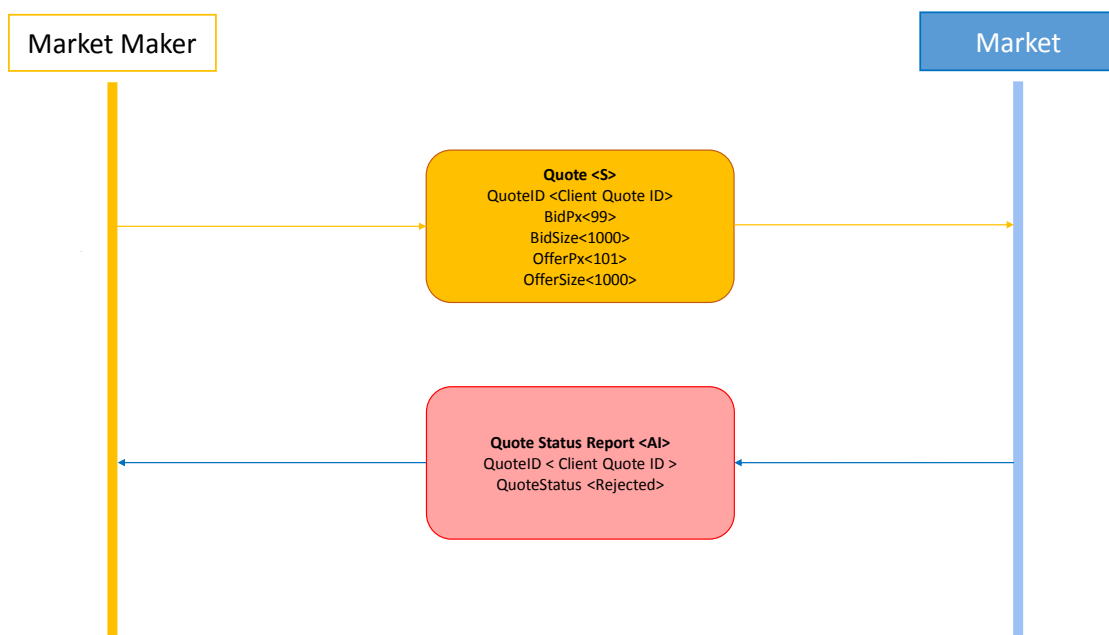 Market Maker
Market
Quote <S>
QuoteID <Client Quote ID>
BidPx<99>
BidSize<1000>
OfferPx<101>
OfferSize<1000>
Quote Status Report <AI>
QuoteID < Client Quote ID >
QuoteStatus <Rejected>